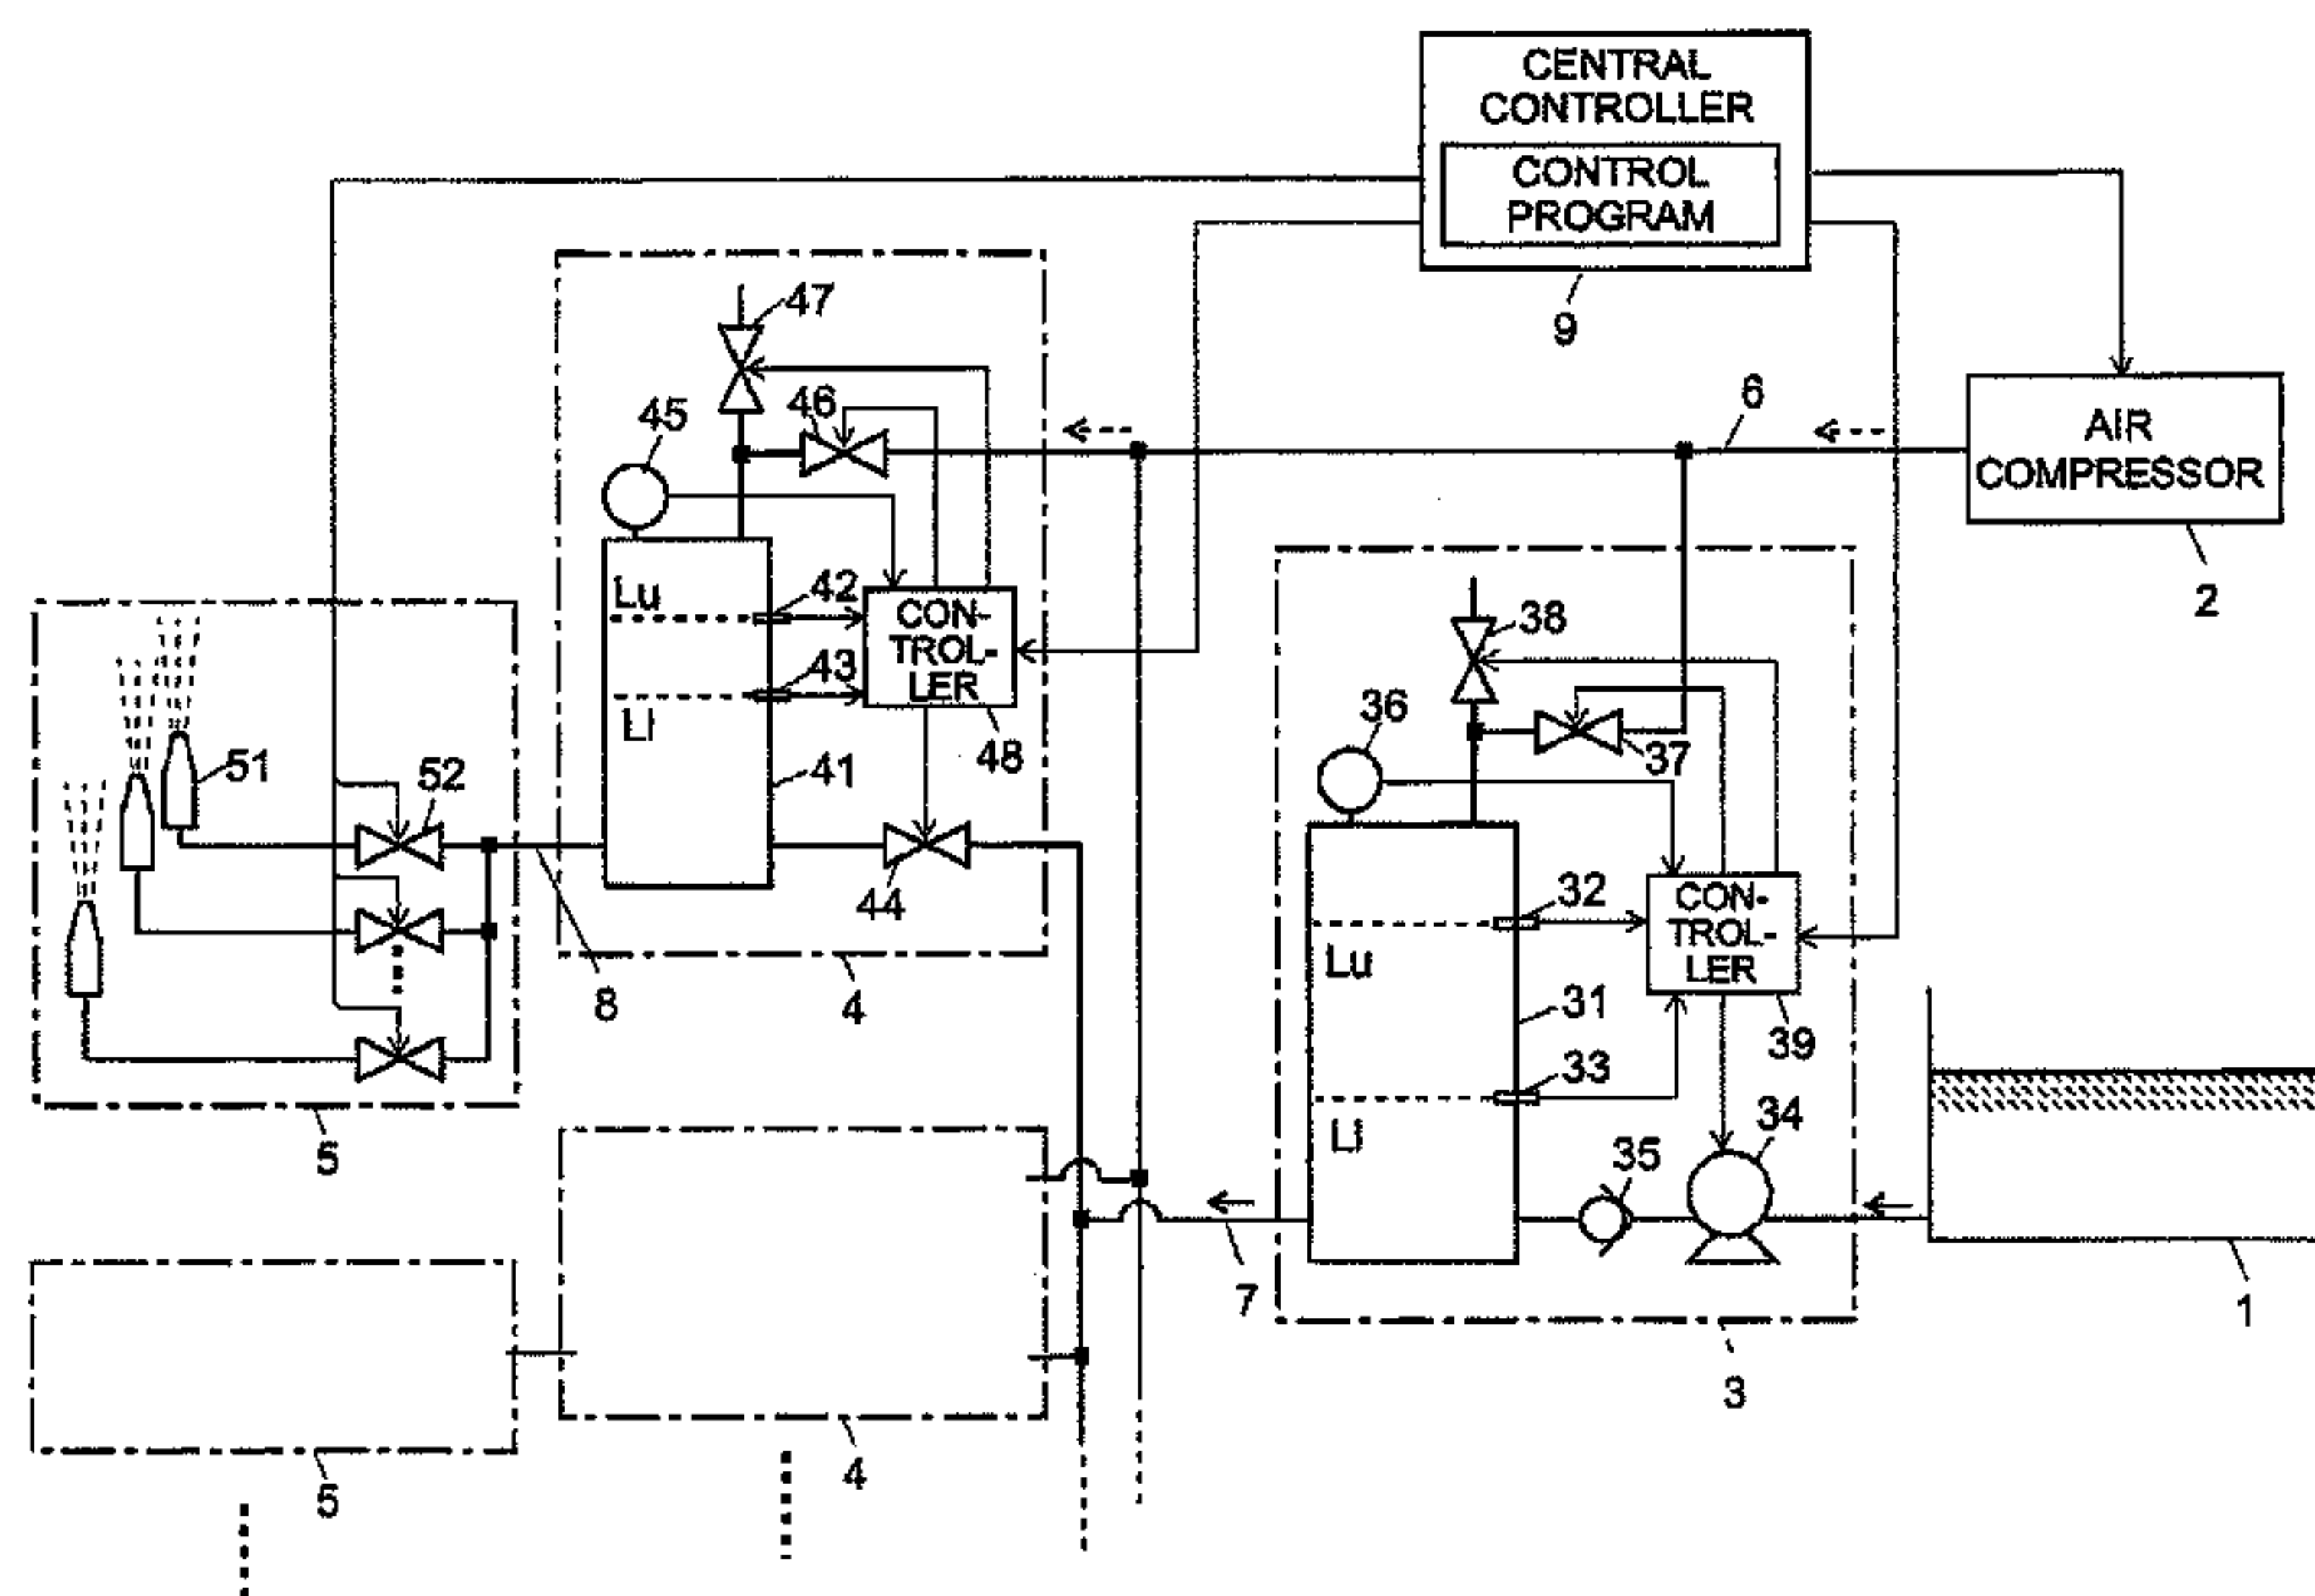 CENTRAL
CONTROLLER
CONTROL
PROGRAM
9
47
46
45
6
AIR
COMPRESSOR
2
Lu
42
CON-
TROL-
LER
43
Ll
48
41
44
4
8
51
52
5
38
36
37
32
CON-
TROL-
LER
Lu
31
39
33
Ll
34
35
7
3
1
4
5